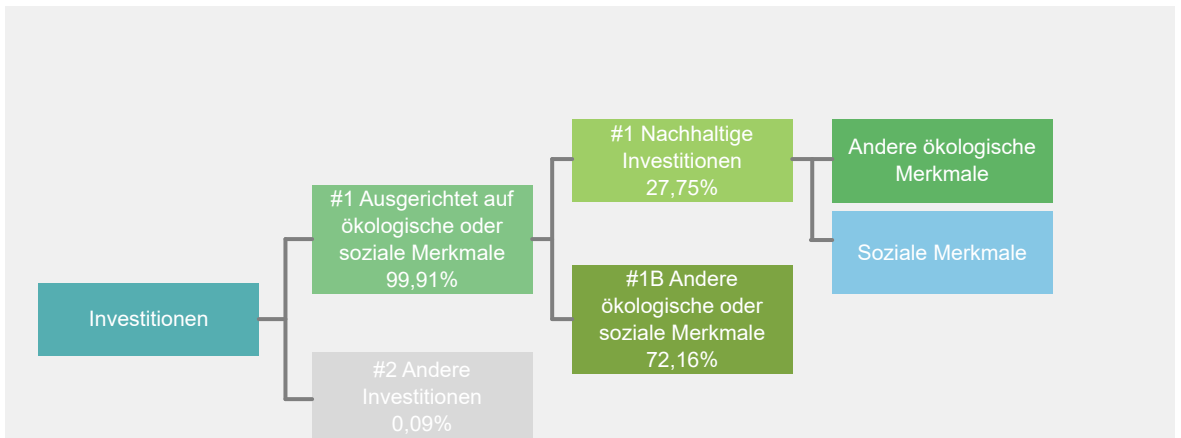 Investitionen
#1 Ausgerichtet auf
ökologische oder
soziale Merkmale
99,91%
#2 Andere
Investitionen
0,09%
#1 Nachhaltige
Investitionen
27,75%
#1B Andere
ökologische oder
soziale Merkmale
72,16%
Andere ökologische
Merkmale
Soziale Merkmale